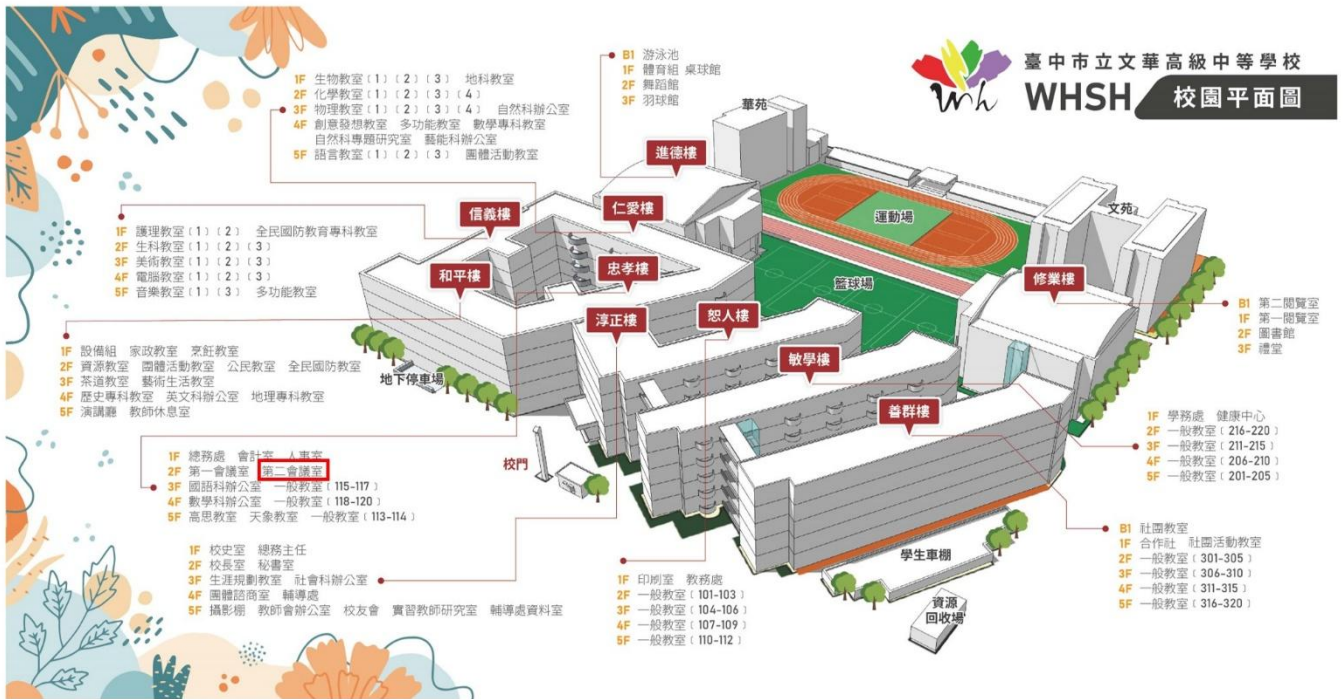 臺中市立文華高級中等學校
WHSH 校園平面圖
1F 生物教室〔1〕〔2〕〔3〕 地科教室
2F 化學教室〔1〕〔2〕〔3〕〔4〕
3F 物理教室〔1〕〔2〕〔3〕〔4〕 自然科辦公室
4F 創意發想教室 多功能教室 數學專科教室
自然科專題研究室 藝能科辦公室
5F 語言教室〔1〕〔2〕〔3〕 團體活動教室
B1 游泳池
1F 體育組 桌球館
2F 舞蹈館
3F 羽球館
華苑
進德樓
信義樓
仁愛樓
運動場
文苑
1F 護理教室〔1〕〔2〕 全民國防教育專科教室
2F 生科教室〔1〕〔2〕〔3〕
3F 美術教室〔1〕〔2〕〔3〕
4F 電腦教室〔1〕〔2〕〔3〕
5F 音樂教室〔1〕〔3〕 多功能教室
和平樓
忠孝樓
籃球場
修業樓
淳正樓
恕人樓
敏學樓
善群樓
B1 第二閱覽室
1F 第一閱覽室
2F 圖書館
3F 禮堂
1F 設備組 家政教室 烹飪教室
2F 資源教室 團體活動教室 公民教室 全民國防教室
3F 茶道教室 藝術生活教室
4F 歷史專科教室 英文科辦公室 地理專科教室
5F 演講廳 教師休息室
地下停車場
校門
1F 總務處 會計室 人事室
2F 第一會議室 第二會議室
3F 國語科辦公室 一般教室〔115-117〕
4F 數學科辦公室 一般教室〔118-120〕
5F 高思教室 天象教室 一般教室〔113-114〕
1F 學務處 健康中心
2F 一般教室〔216-220〕
3F 一般教室〔211-215〕
4F 一般教室〔206-210〕
5F 一般教室〔201-205〕
1F 校史室 總務主任
2F 校長室 秘書室
3F 生涯規劃教室 社會科辦公室
4F 團體諮商室 輔導處
5F 攝影棚 教師會辦公室 校友會 實習教師研究室 輔導處資料室
1F 印刷室 教務處
2F 一般教室〔101-103〕
3F 一般教室〔104-106〕
4F 一般教室〔107-109〕
5F 一般教室〔110-112〕
學生車棚
資源
回收場
B1 社團教室
1F 合作社 社團活動教室
2F 一般教室〔301-305〕
3F 一般教室〔306-310〕
4F 一般教室〔311-315〕
5F 一般教室〔316-320〕